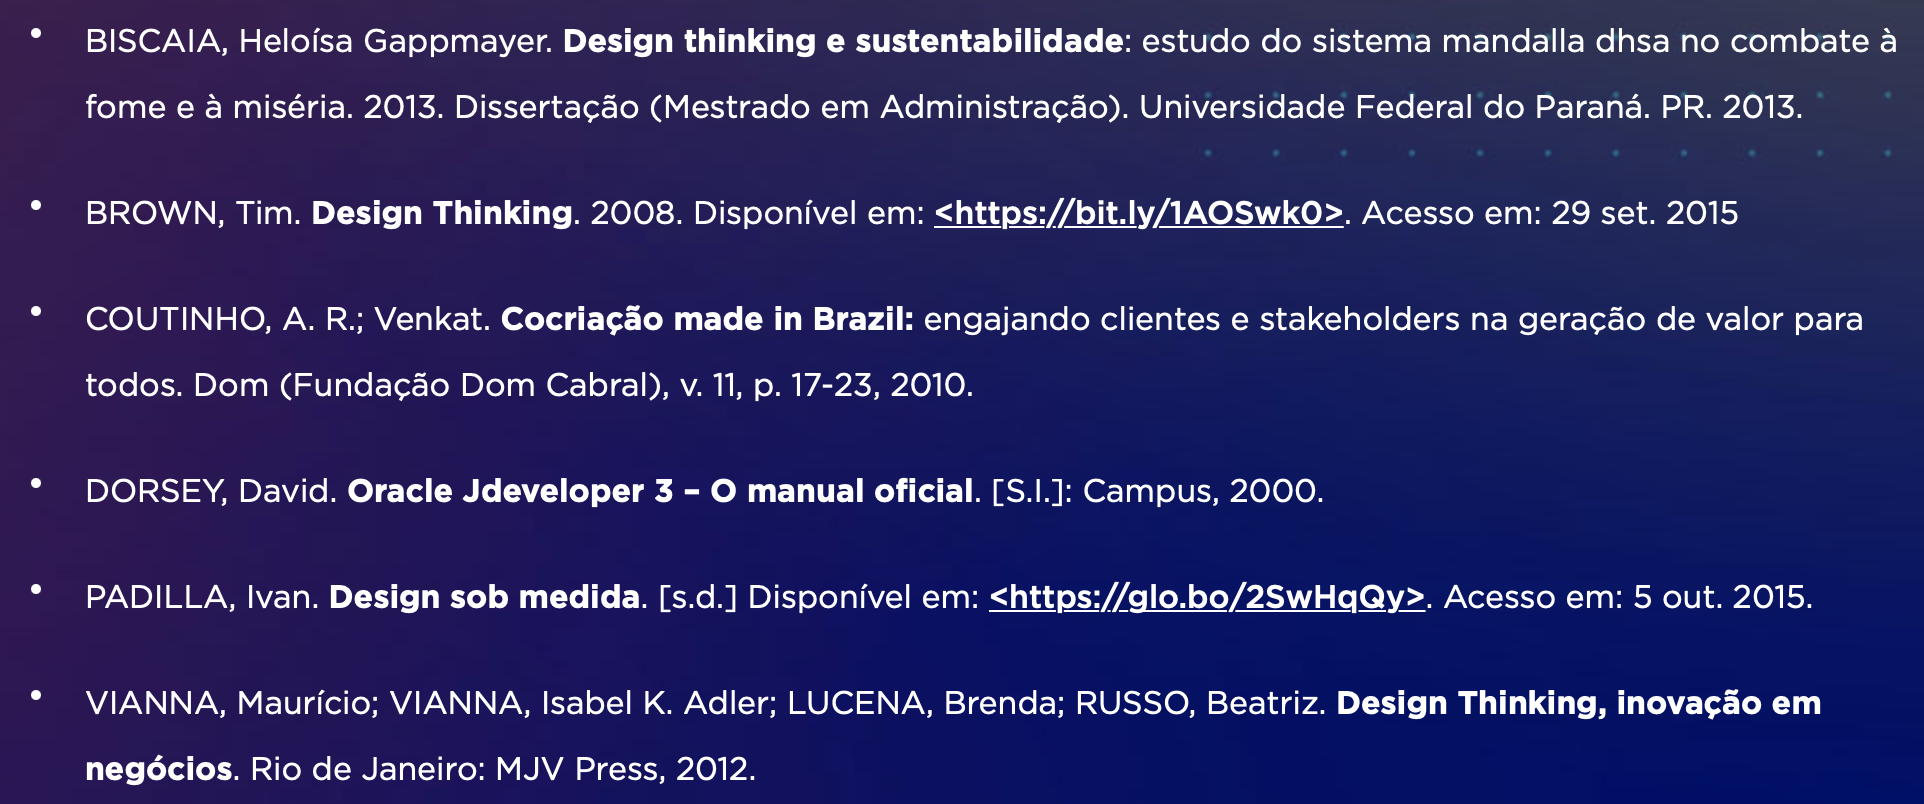 • BISCAIA, Heloísa Gappmayer. Design thinking e sustentabilidade: estudo do sistema mandalla dhsa no combate à
fome e à miséria. 2013. Dissertação (Mestrado em Administração). Universidade Federal do Paraná. PR. 2013.
• BROWN, Tim. Design Thinking. 2008. Disponível em: <https://bit.ly/1AOSwk0>. Acesso em: 29 set. 2015
• COUTINHO, A. R.; Venkat. Cocriação made in Brazil: engajando clientes e stakeholders na geração de valor para
todos. Dom (Fundação Dom Cabral), v. 11, p. 17-23, 2010.
• DORSEY, David. Oracle Jdeveloper 3 – O manual oficial. [S.I.]: Campus, 2000.
• PADILLA, Ivan. Design sob medida. [s.d.] Disponível em: <https://glo.bo/2SwHqQy>. Acesso em: 5 out. 2015.
• VIANNA, Maurício; VIANNA, Isabel K. Adler; LUCENA, Brenda; RUSSO, Beatriz. Design Thinking, inovação em
negócios. Rio de Janeiro: MJV Press, 2012.